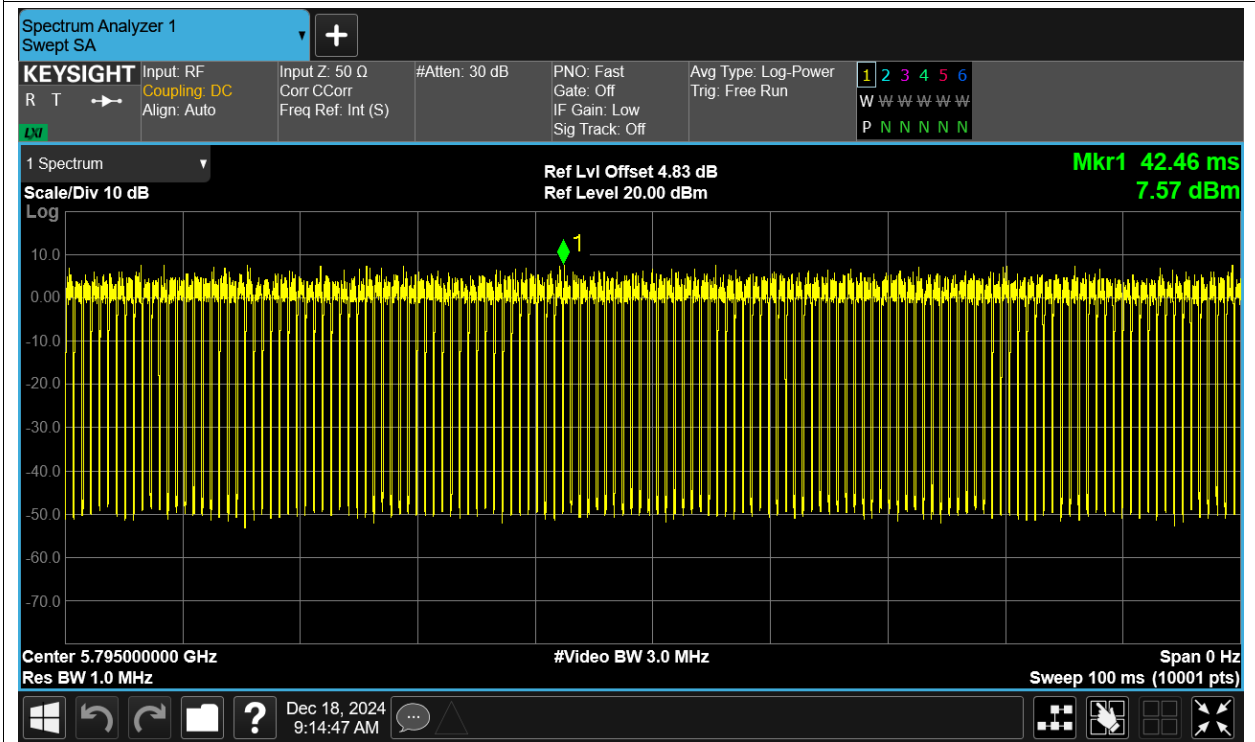 Spectrum Analyzer 1
Swept SA
+
KEYSIGHT
R T
LXI
Input: RF
Coupling: DC
Align: Auto
Input Z: 50 Ω
Corr CCorr
Freq Ref: Int (S)
#Atten: 30 dB
PNO: Fast
Gate: Off
IF Gain: Low
Sig Track: Off
Avg Type: Log-Power
Trig: Free Run
1 2 3 4 5 6
W W W W W W
P N N N N N
1 Spectrum
Scale/Div 10 dB
Ref Lvl Offset 4.83 dB
Ref Level 20.00 dBm
Mkr1 42.46 ms
7.57 dBm
Log
1
10.0
0.00
-10.0
-20.0
-30.0
-40.0
-50.0
-60.0
-70.0
Center 5.795000000 GHz
#Video BW 3.0 MHz
Span 0 Hz
Res BW 1.0 MHz
Sweep 100 ms (10001 pts)
?
Dec 18, 2024
9:14:47 AM